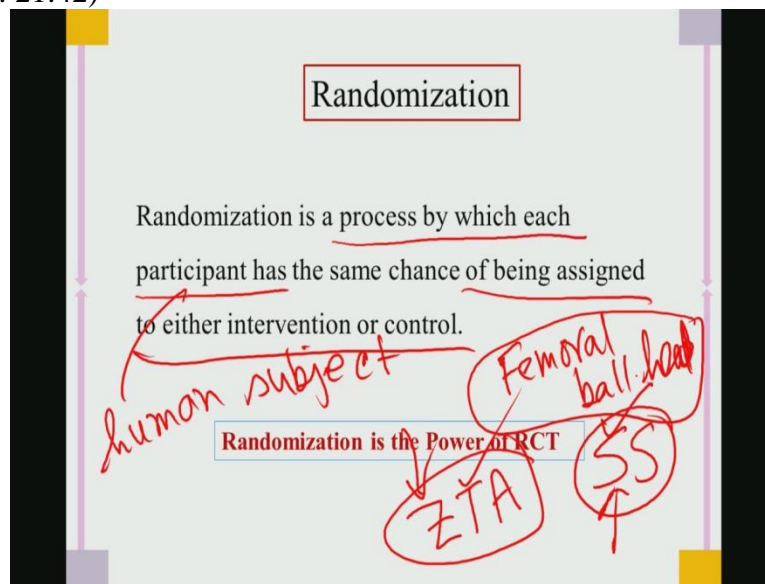 : 21:42)
Randomization
Randomization is a process by which each
participant has the same chance of being assigned
to either intervention or control.
human subject
Femoral
ball head
Randomization is the Power of RCT
ZTA
SS